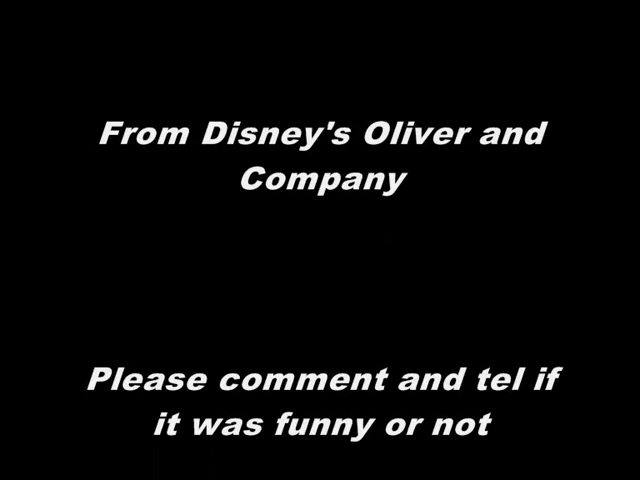 From Disney's Oliver and
Company
Please comment and tel if
it was funny or not